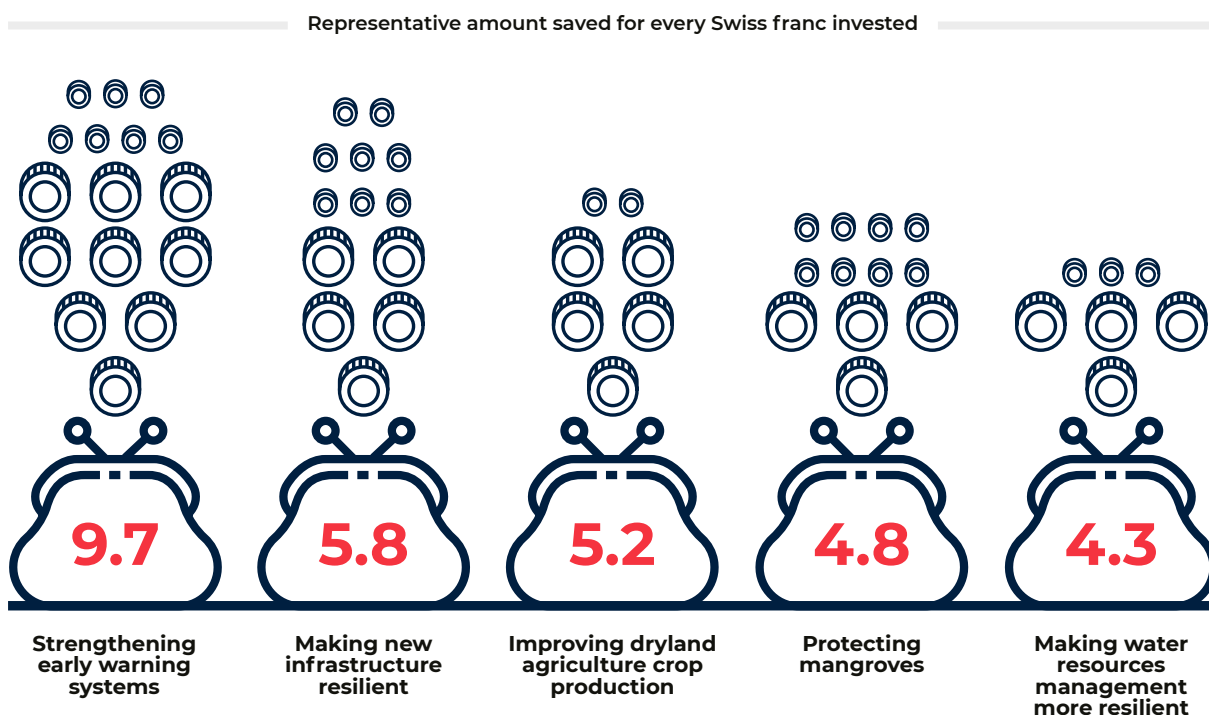 Representative amount saved for every Swiss franc invested
9.7
5.8
5.2
4.8
4.3
Strengthening
early warning
systems
Making new
infrastructure
resilient
Improving dryland
agriculture crop
production
Protecting
mangroves
Making water
resources
management
more resilient